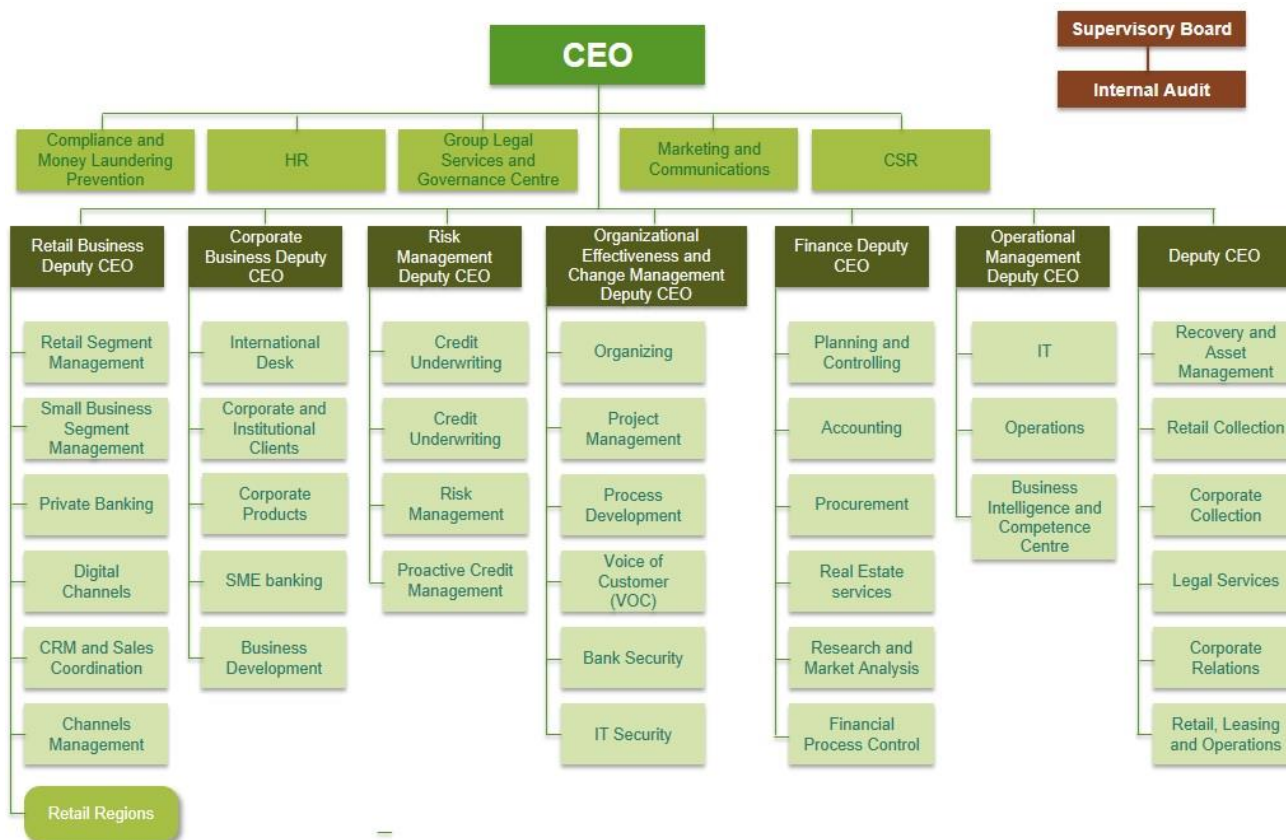 CEO
Supervisory Board
Internal Audit
Compliance and
Money Laundering
Prevention
HR
Group Legal
Services and
Governance Centre
Marketing and
Communications
CSR
Retail Business
Deputy CEO
Corporate
Business Deputy
CEO
Risk
Management
Deputy CEO
Organizational
Effectiveness and
Change Management
Deputy CEO
Finance Deputy
CEO
Operational
Management
Deputy CEO
Deputy CEO
Retail Segment
Management
Small Business
Segment
Management
Private Banking
Digital
Channels
CRM and Sales
Coordination
Channels
Management
Retail Regions
International
Desk
Corporate and
Institutional
Clients
Corporate
Products
SME banking
Business
Development
Credit
Underwriting
Credit
Underwriting
Risk
Management
Proactive Credit
Management
Organizing
Project
Management
Process
Development
Voice of
Customer
(VOC)
Bank Security
IT Security
Planning and
Controlling
Accounting
Procurement
Real Estate
services
Research and
Market Analysis
Financial
Process Control
IT
Operations
Business
Intelligence and
Competence
Centre
Recovery and
Asset
Management
Retail Collection
Corporate
Collection
Legal Services
Corporate
Relations
Retail, Leasing
and Operations